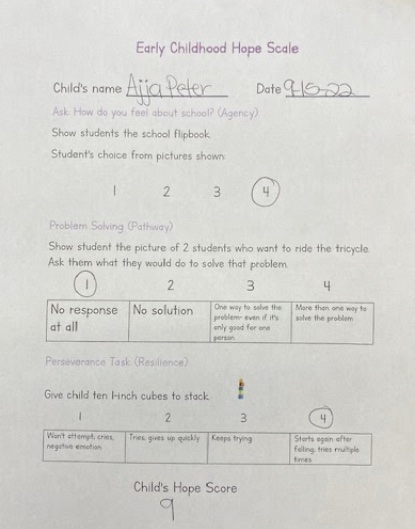 Early Childhood Hope Scale
Child's name Ajja Peter Date 9-15-22
Ask: How do you feel about school? (Agency)
Show students the school flipbook.
Student's choice from pictures shown:
1 2 3 4
Problem Solving (Pathway)
Show student the picture of 2 students who want to ride the tricycle.
Ask them what they would do to solve that problem.
1 2 3 4
No response at all No solution One way to solve the problem- even if it's only good for one person More than one way to solve the problem
Perseverance Task (Resilience)
Give child ten 1-inch cubes to stack.
1 2 3 4
Won't attempt, cries, negative emotion Tries, gives up quickly Keeps trying Starts again after falling, tries multiple times
Child's Hope Score
9